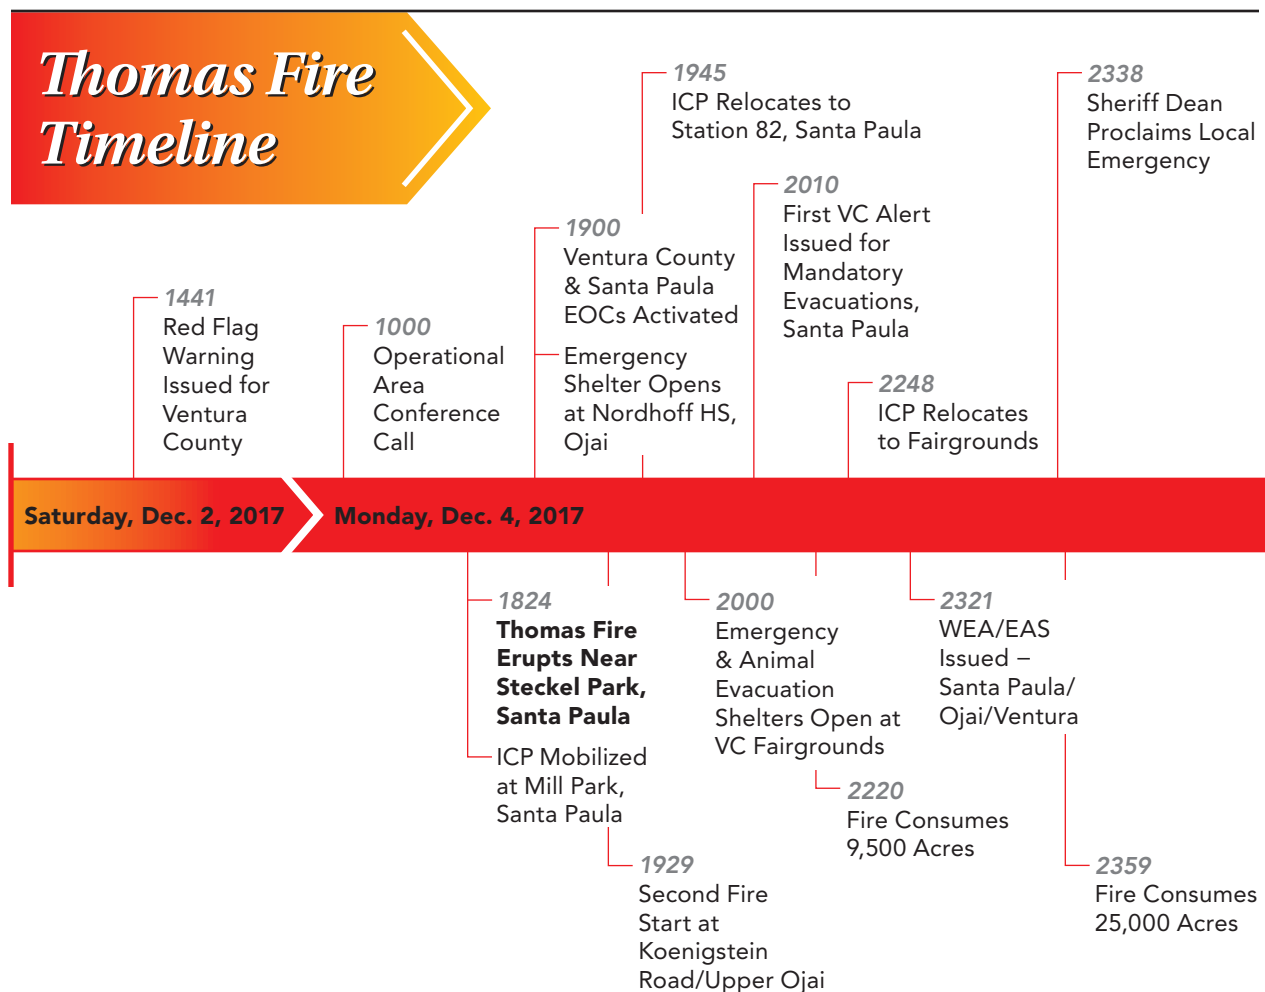 Thomas Fire
Timeline
1441
Red Flag
Warning
Issued for
Ventura
County
1000
Operational
Area
Conference
Call
1900
Ventura County
& Santa Paula
EOCs Activated
Emergency
Shelter Opens
at Nordhoff HS,
Ojai
1945
ICP Relocates to
Station 82, Santa Paula
2010
First VC Alert
Issued for
Mandatory
Evacuations,
Santa Paula
2248
ICP Relocates
to Fairgrounds
2338
Sheriff Dean
Proclaims Local
Emergency
Saturday, Dec. 2, 2017
Monday, Dec. 4, 2017
1824
Thomas Fire
Erupts Near
Steckel Park,
Santa Paula
ICP Mobilized
at Mill Park,
Santa Paula
1929
Second Fire
Start at
Koenigstein
Road/Upper Ojai
2000
Emergency
& Animal
Evacuation
Shelters Open at
VC Fairgrounds
2220
Fire Consumes
9,500 Acres
2321
WEA/EAS
Issued –
Santa Paula/
Ojai/Ventura
2359
Fire Consumes
25,000 Acres